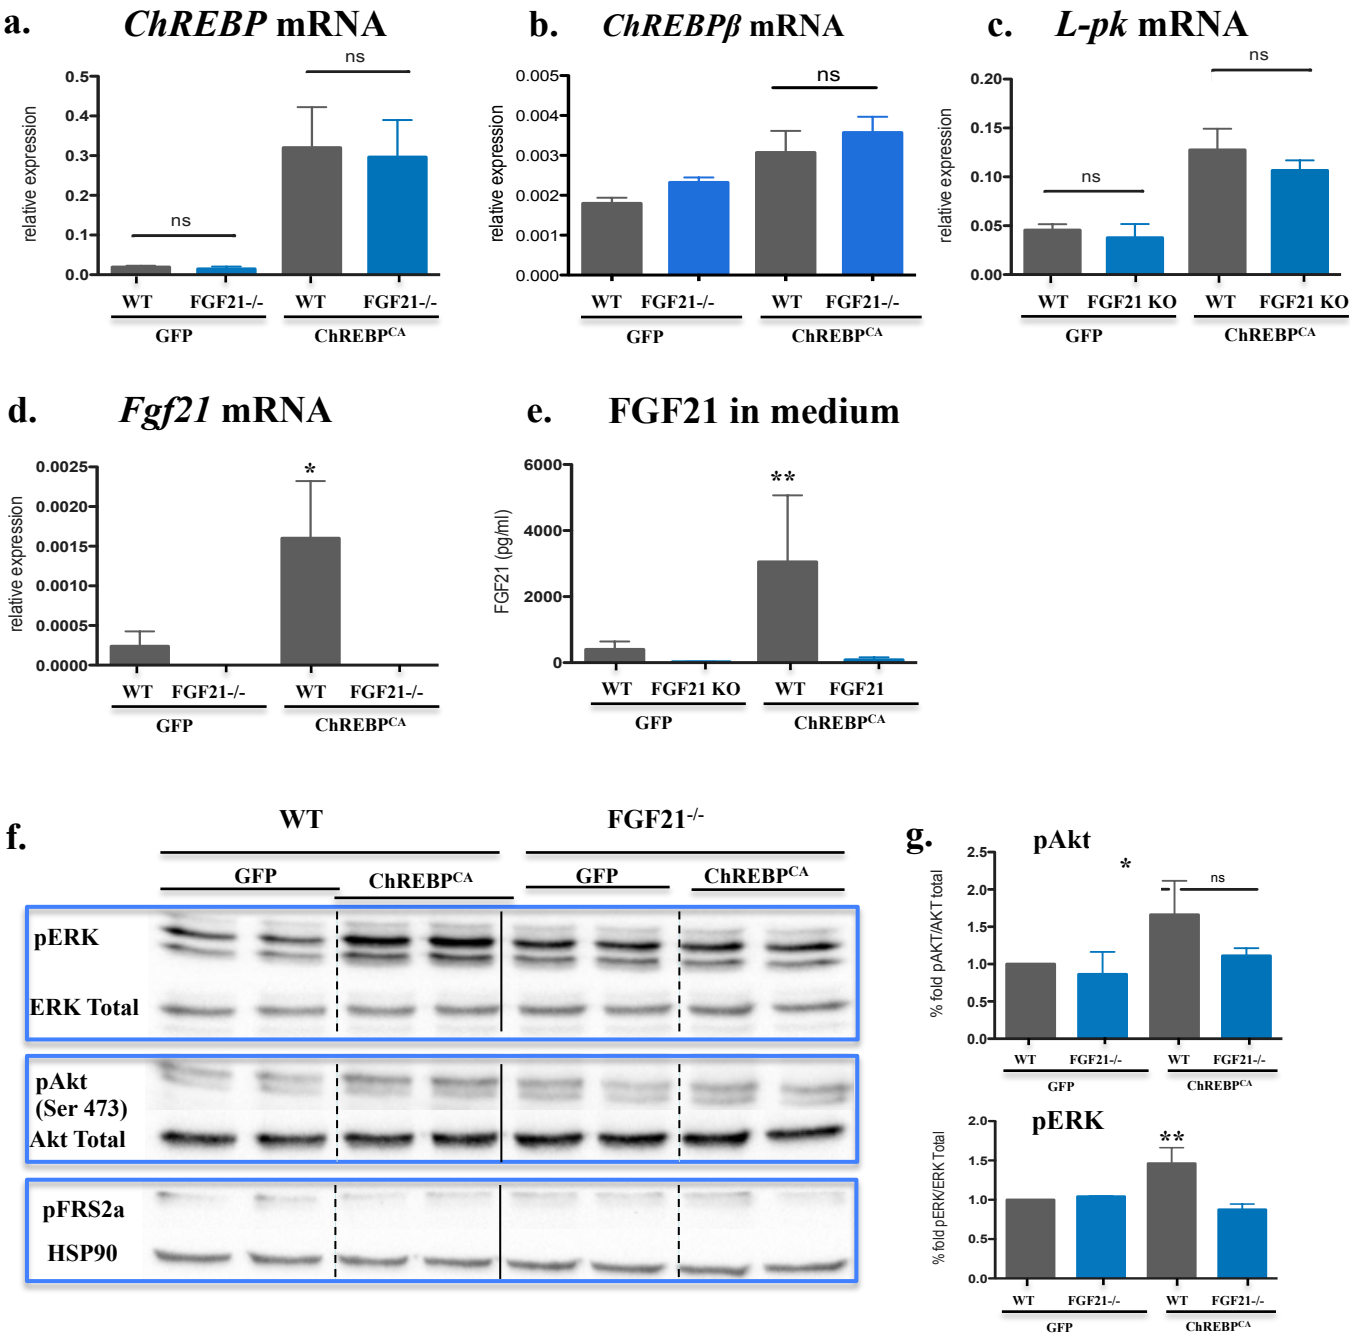 a. ChREBP mRNA
ns
0.5
0.4
0.3
0.2
0.1
0.0
relative expression
ns
WT FGF21-/- WT FGF21-/-
GFP ChREBPCA
b. ChREBPβ mRNA
0.005
0.004
0.003
0.002
0.001
0.000
relative expression
ns
WT FGF21-/- WT FGF21-/-
GFP ChREBPCA
c. L-pk mRNA
ns
0.20
0.15
0.10
0.05
0.00
relative expression
ns
WT FGF21 KO WT FGF21 KO
GFP ChREBPCA
d. Fgf21 mRNA
0.0025
0.0020
0.0015
0.0010
0.0005
0.0000
relative expression
*
WT FGF21-/- WT FGF21-/-
GFP ChREBPCA
e. FGF21 in medium
6000
4000
2000
0
FGF21 (pg/ml)
**
WT FGF21 KO WT FGF21
GFP ChREBPCA
f.
WT FGF21-/-
GFP ChREBPCA GFP ChREBPCA
pERK
ERK Total
pAkt
(Ser 473)
Akt Total
pFRS2a
HSP90
g. pAkt
2.5
2.0
1.5
1.0
0.5
0.0
% fold pAKT/AKT total
* ns
WT FGF21-/- WT FGF21-/-
GFP ChREBPCA
pERK
2.0
1.5
1.0
0.5
0.0
% fold pERK/ERK Total
**
WT FGF21-/- WT FGF21-/-
GFP ChREBPCA